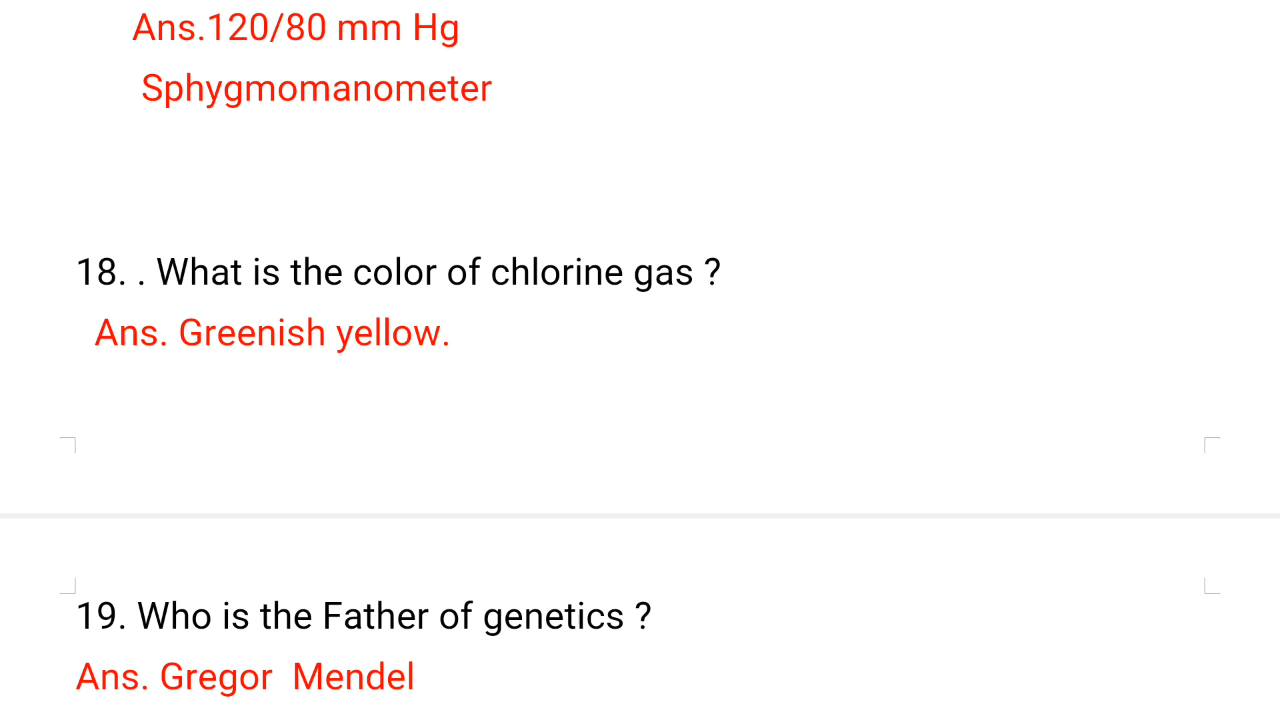 Ans.120/80 mm Hg
Sphygmomanometer
18. . What is the color of chlorine gas ?
Ans. Greenish yellow.
19. Who is the Father of genetics ?
Ans. Gregor  Mendel